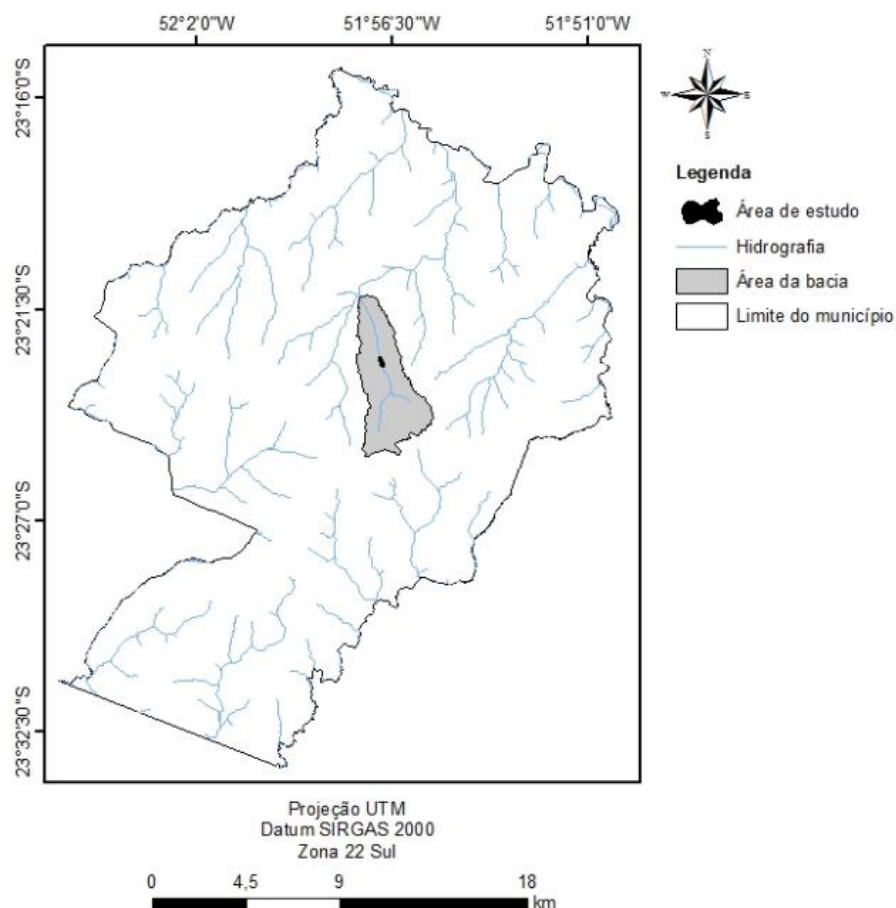 52°2'0"W 51°56'30"W 51°51'0"W
23°16'0"S
23°21'30"S
23°27'0"S
23°32'30"S
N
W E
S
Legenda
Área de estudo
Hidrografia
Área da bacia
Limite do município
Projeção UTM
Datum SIRGAS 2000
Zona 22 Sul
0 4,5 9 18
km